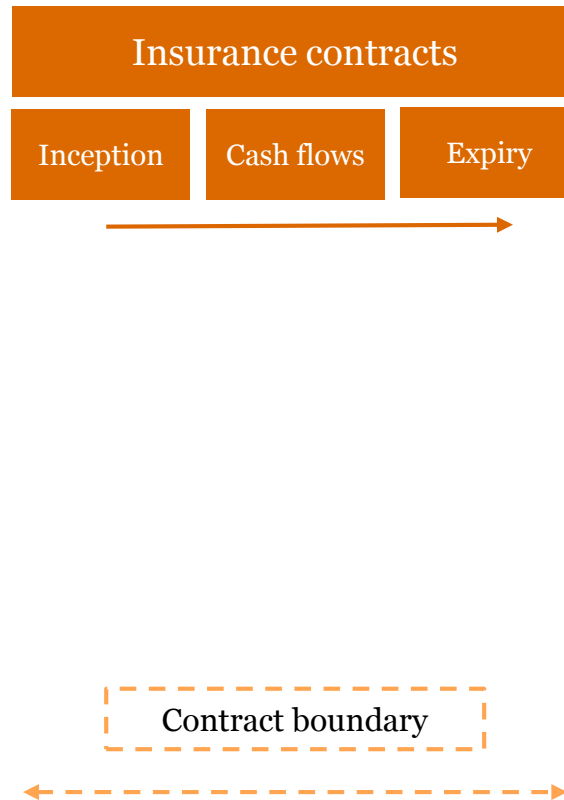 Insurance contracts
Inception
Cash flows
Expiry
Contract boundary